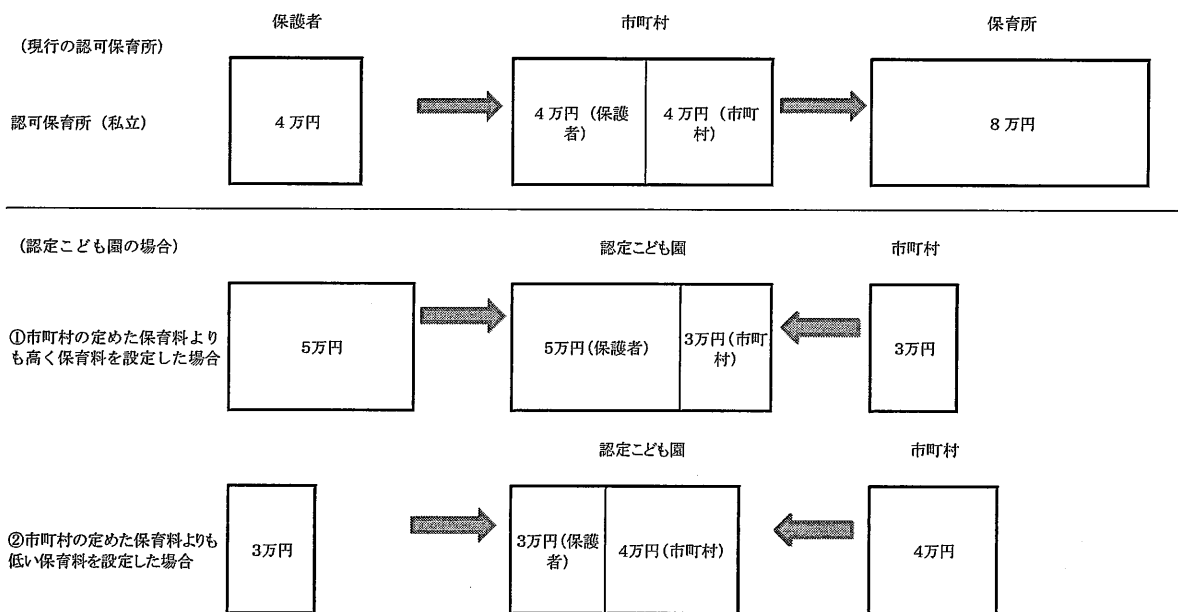 保護者
市町村
保育所
(現行の認可保育所)
認可保育所(私立)
4万円
4万円(保護
者)
4万円(市町
村)
8万円
(認定こども園の場合)
認定こども園
市町村
①市町村の定めた保育料より
も高く保育料を設定した場合
5万円
5万円(保護者)
3万円(市町
村)
3万円
認定こども園
市町村
②市町村の定めた保育料よりも
低い保育料を設定した場合
3万円
3万円(保護
者)
4万円(市町村)
4万円